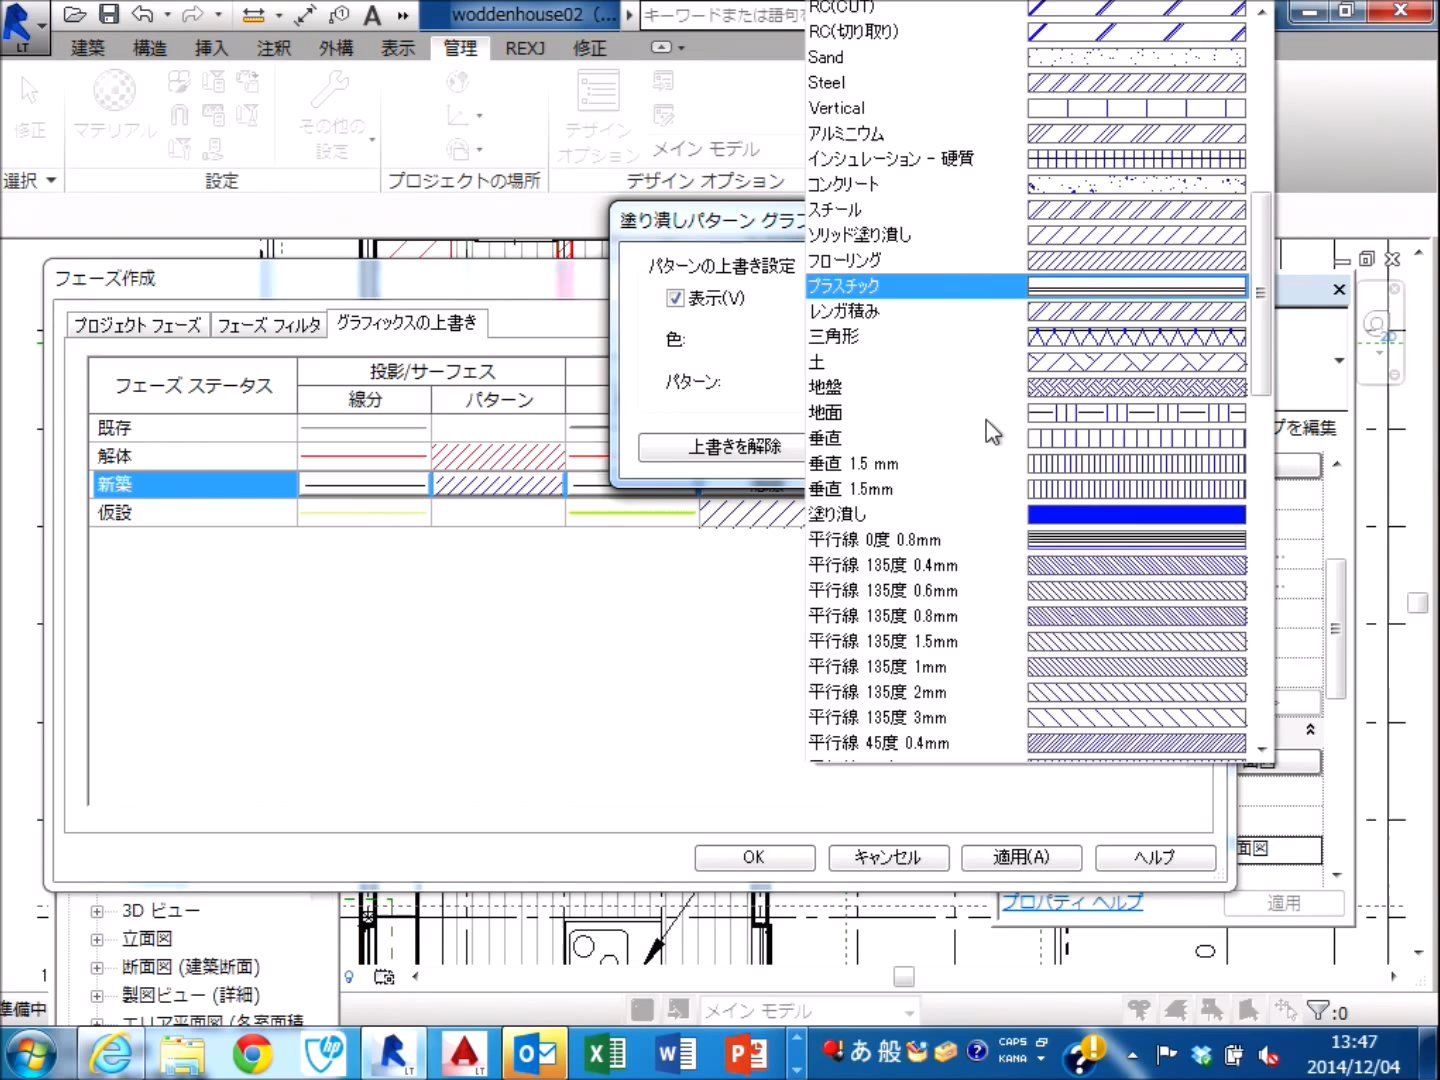 woddenhouse02 (...
キーワードまたは語句を
LT
建築 構造 挿入 注釈 外構 表示 管理 REXJ 修正
修正
マテリアル
その他の
設定
デザイン
オプション
メイン モデル
選択
設定
プロジェクトの場所
デザイン オプション
フェーズ作成
プロジェクト フェーズ
フェーズ フィルタ
グラフィックスの上書き
フェーズ ステータス
投影/サーフェス
線分
パターン
既存
解体
新築
仮設
塗り潰しパターン グラフ
パターンの上書き設定
表示(V)
色:
パターン:
上書きを解除
RC(CUT)
RC(切り取り)
Sand
Steel
Vertical
アルミニウム
インシュレーション - 硬質
コンクリート
スチール
ソリッド塗り潰し
フローリング
プラスチック
レンガ積み
三角形
土
地盤
地面
垂直
垂直 1.5 mm
垂直 1.5mm
塗り潰し
平行線 0度 0.8mm
平行線 135度 0.4mm
平行線 135度 0.6mm
平行線 135度 0.8mm
平行線 135度 1.5mm
平行線 135度 1mm
平行線 135度 2mm
平行線 135度 3mm
平行線 45度 0.4mm
OK
キャンセル
適用(A)
ヘルプ
プを編集
面図
プロパティ ヘルプ
適用
3D ビュー
立面図
断面図 (建築断面)
製図ビュー (詳細)
エリア平面図 (各室面積
1
準備中
メイン モデル
:0
あ 般
CAPS
KANA
13:47
2014/12/04